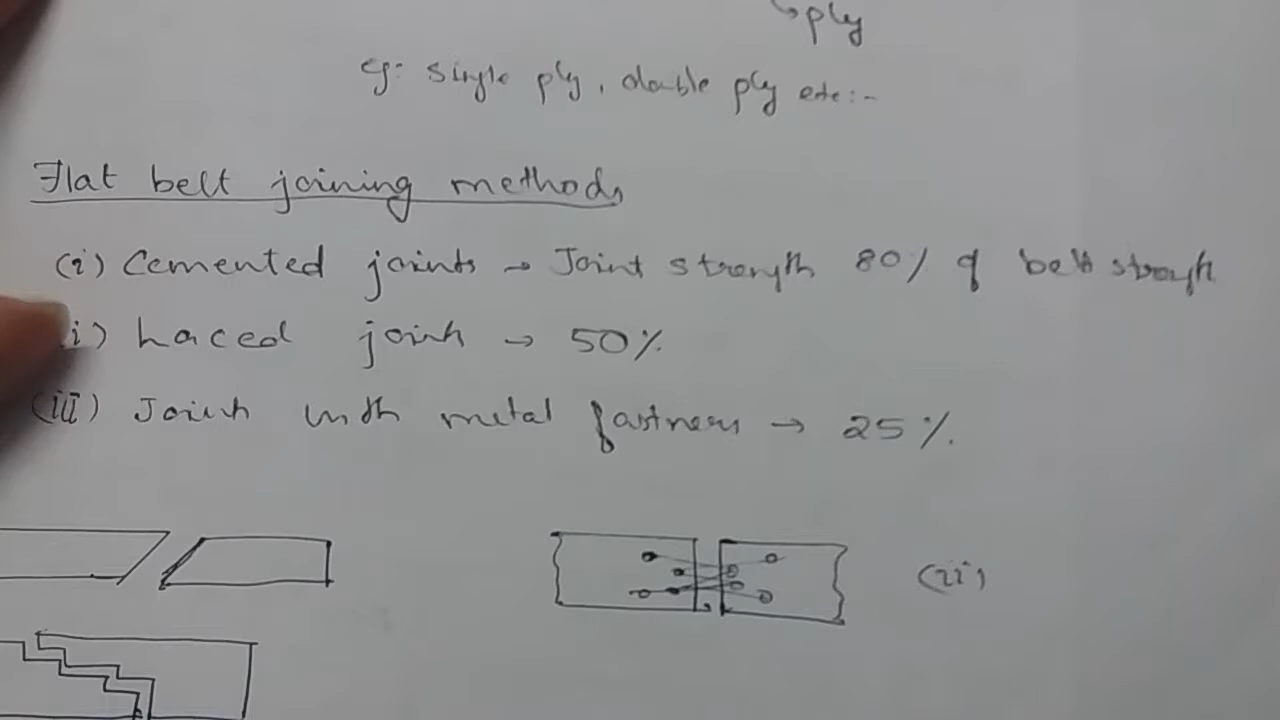 ↳ ply
eg: single ply, double ply etc:-
Flat belt joining methods
(i) Cemented joints → Joint strength 80% of belt strength
i) Laced joint → 50%
(iii) Joint with metal fastners → 25%.
(ii)